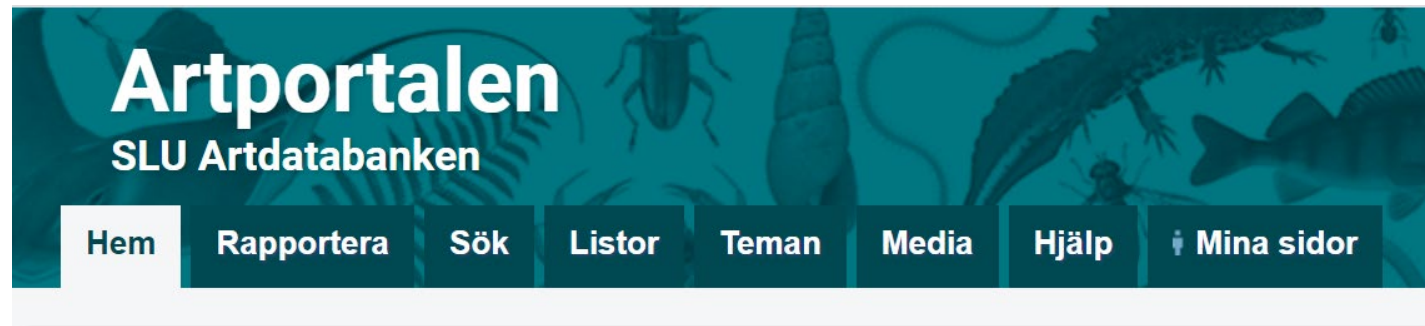 Artportalen
SLU Artdatabanken
Hem Rapportera Sök Listor Teman Media Hjälp Mina sidor